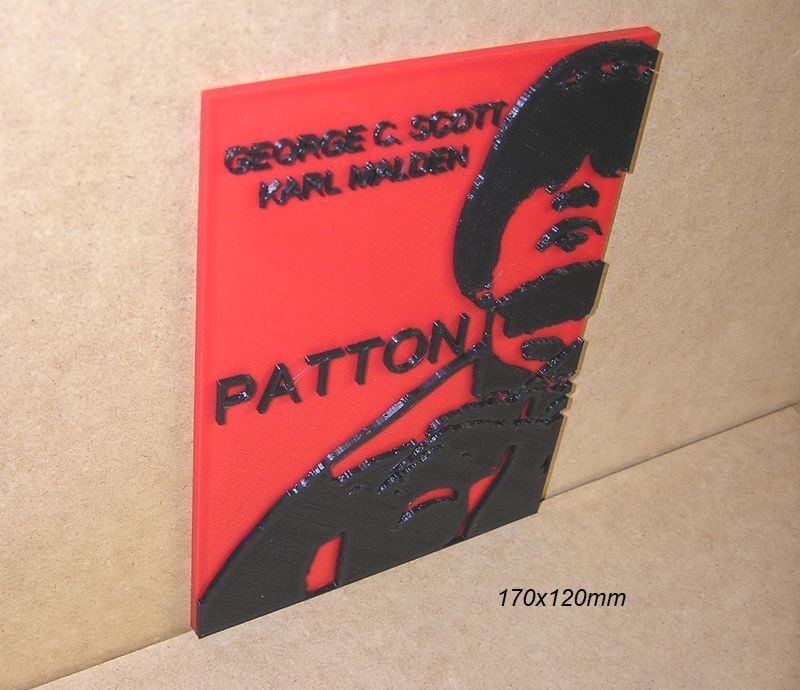 GEORGE C. SCOTT
KARL MALDEN
PATTON
170x120mm